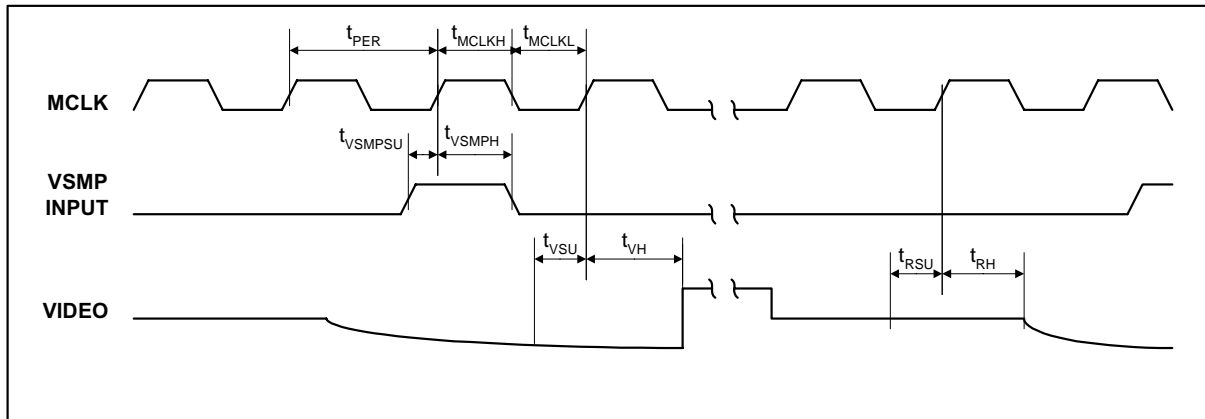 tPER tMCLKH tMCLKL
MCLK
tVSMPSU tVSMPH
VSMP
INPUT
tVSU tVH tRSU tRH
VIDEO